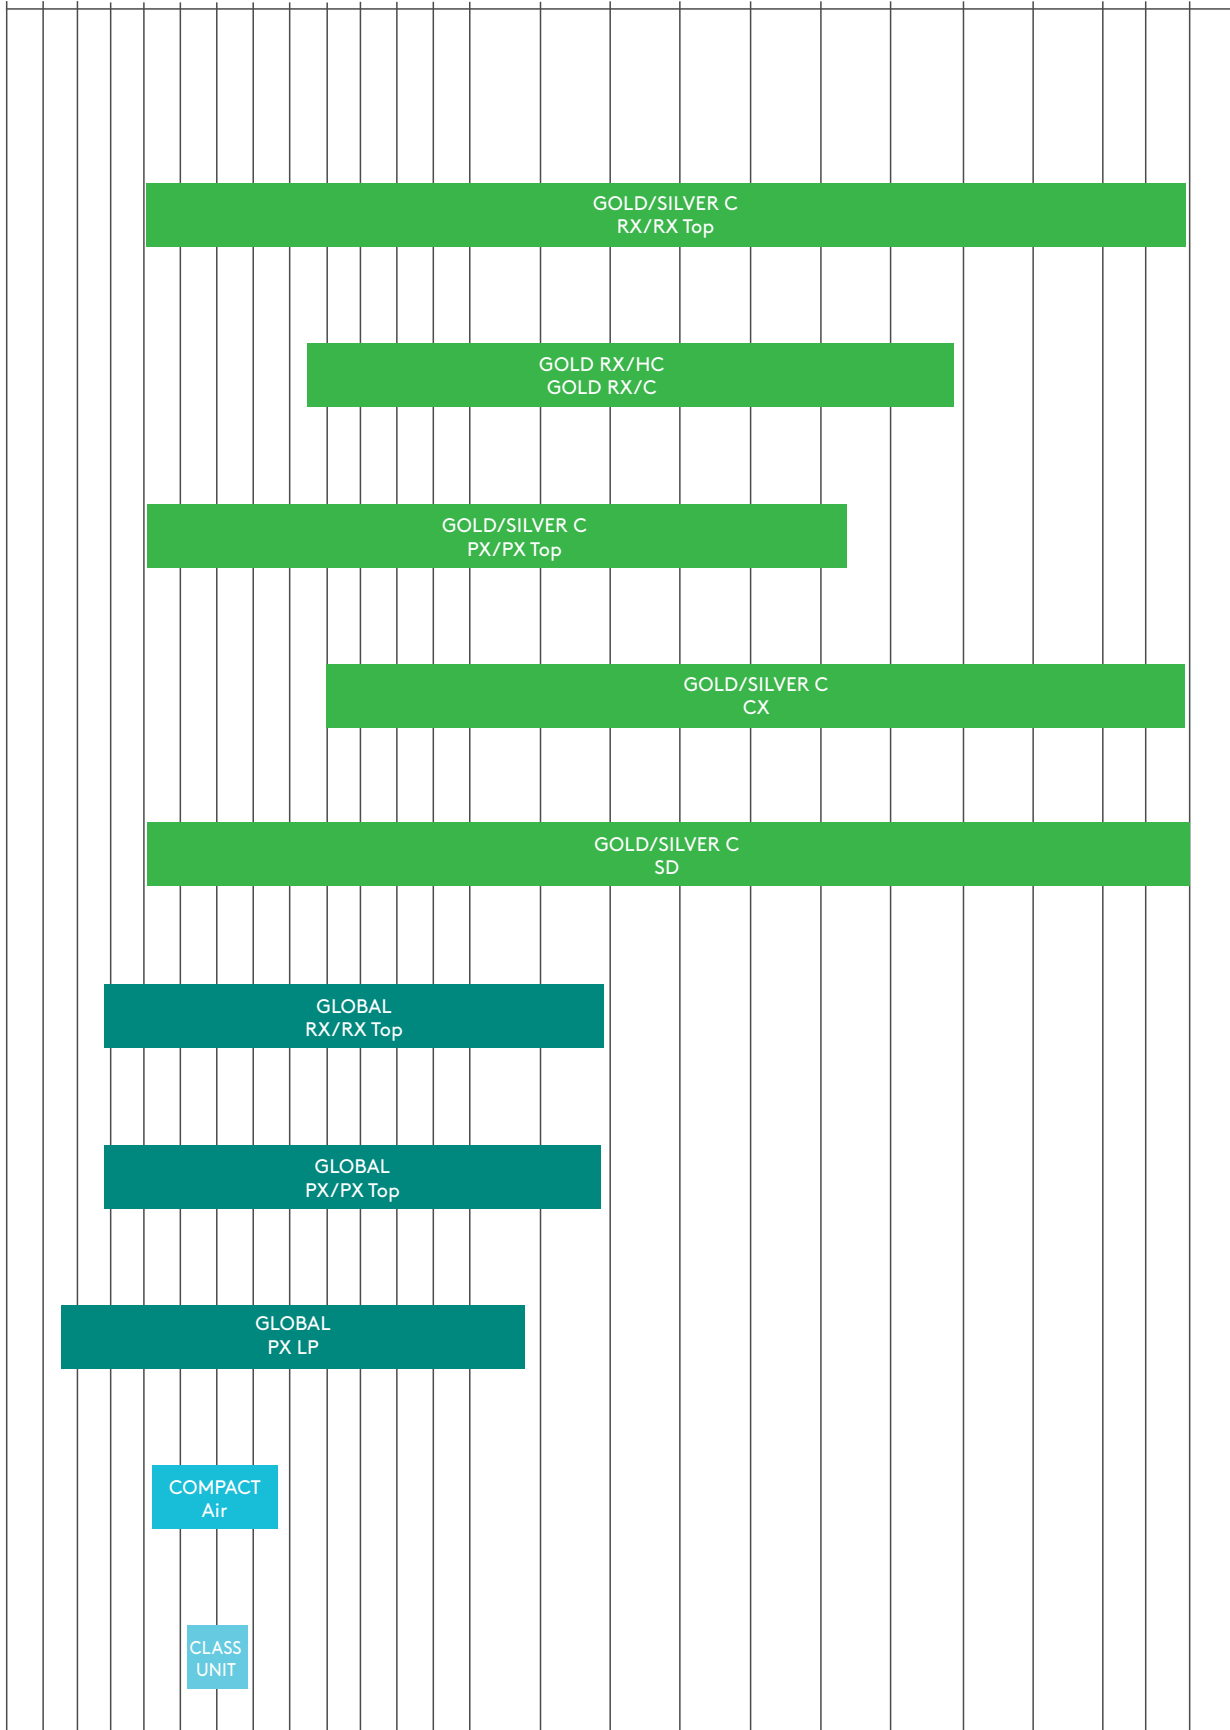 GOLD/SILVER C
RX/RX Top
GOLD RX/HC
GOLD RX/C
GOLD/SILVER C
PX/PX Top
GOLD/SILVER C
CX
GOLD/SILVER C
SD
GLOBAL
RX/RX Top
GLOBAL
PX/PX Top
GLOBAL
PX LP
COMPACT
Air
CLASS
UNIT